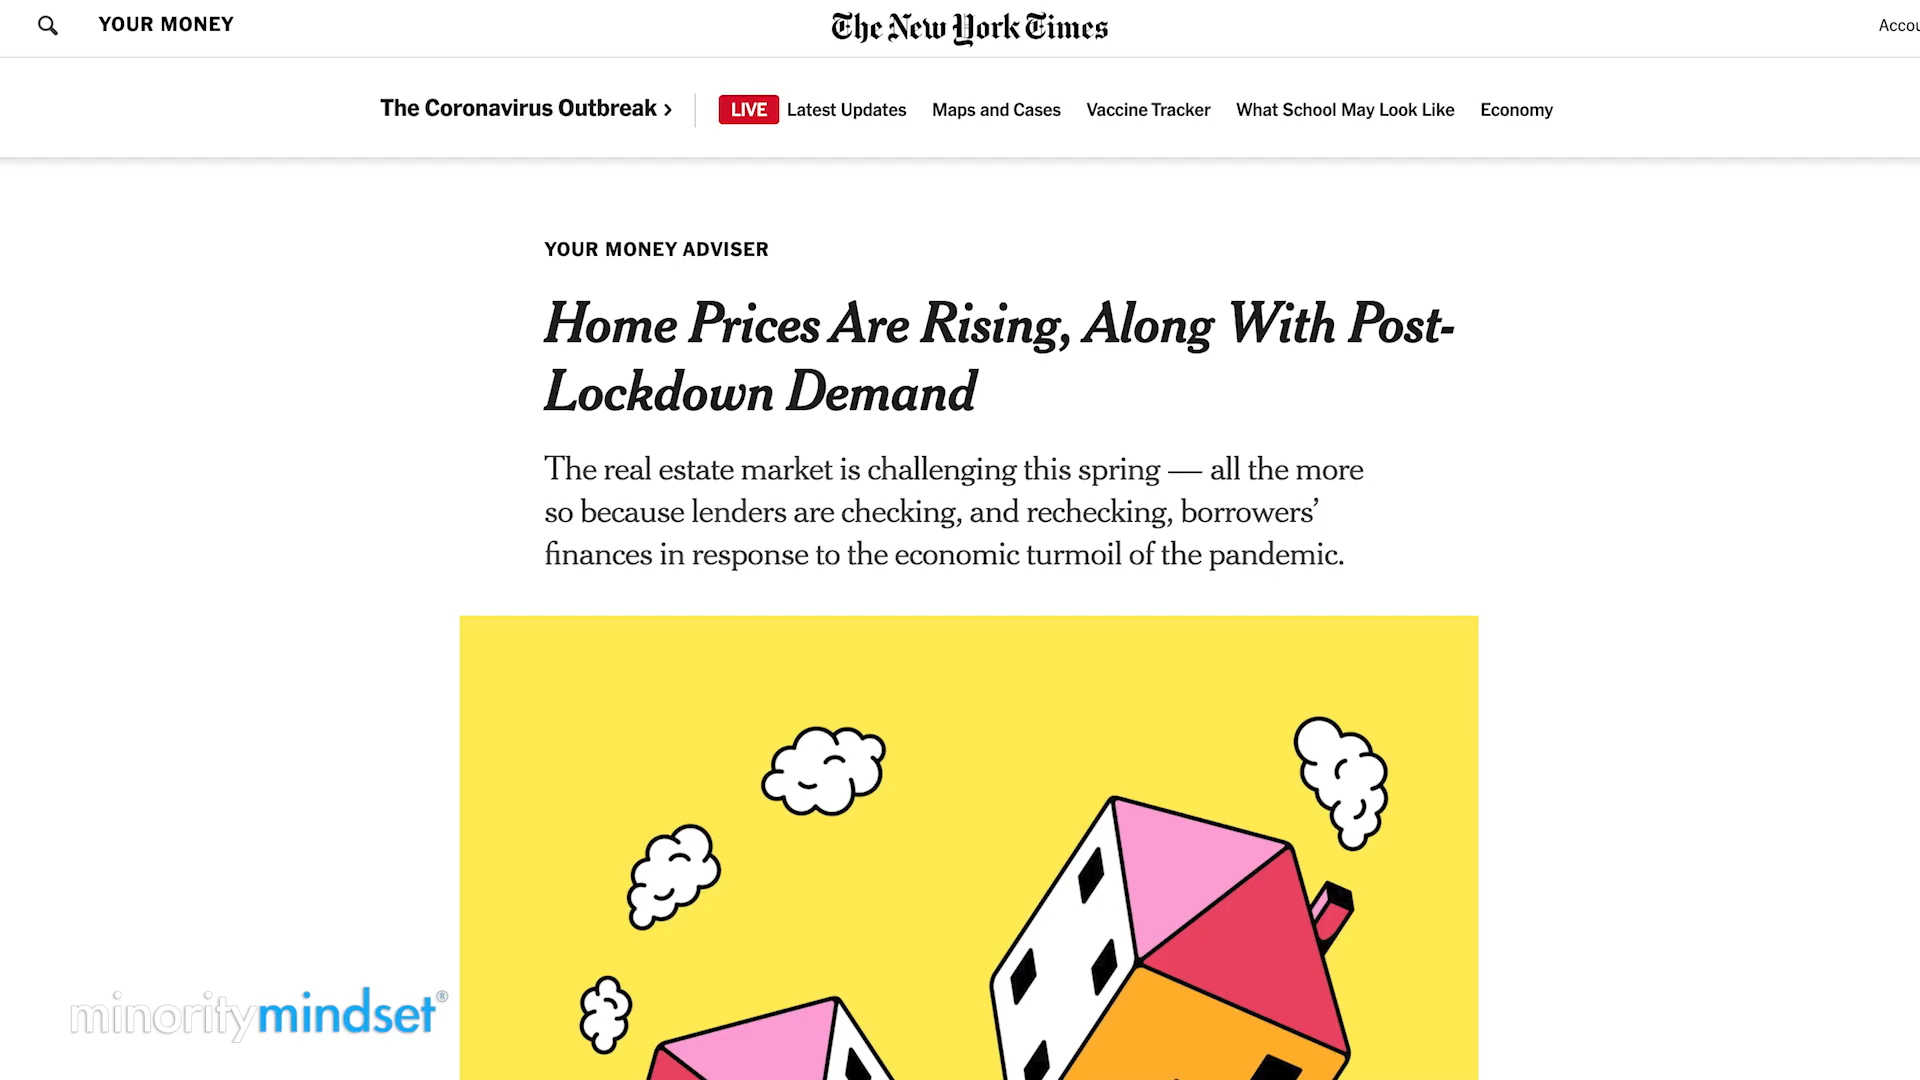 YOUR MONEY
The New York Times
Accou
The Coronavirus Outbreak ›
LIVE Latest Updates Maps and Cases Vaccine Tracker What School May Look Like Economy
YOUR MONEY ADVISER
Home Prices Are Rising, Along With Post-
Lockdown Demand
The real estate market is challenging this spring — all the more
so because lenders are checking, and rechecking, borrowers’
finances in response to the economic turmoil of the pandemic.
minoritymindset®